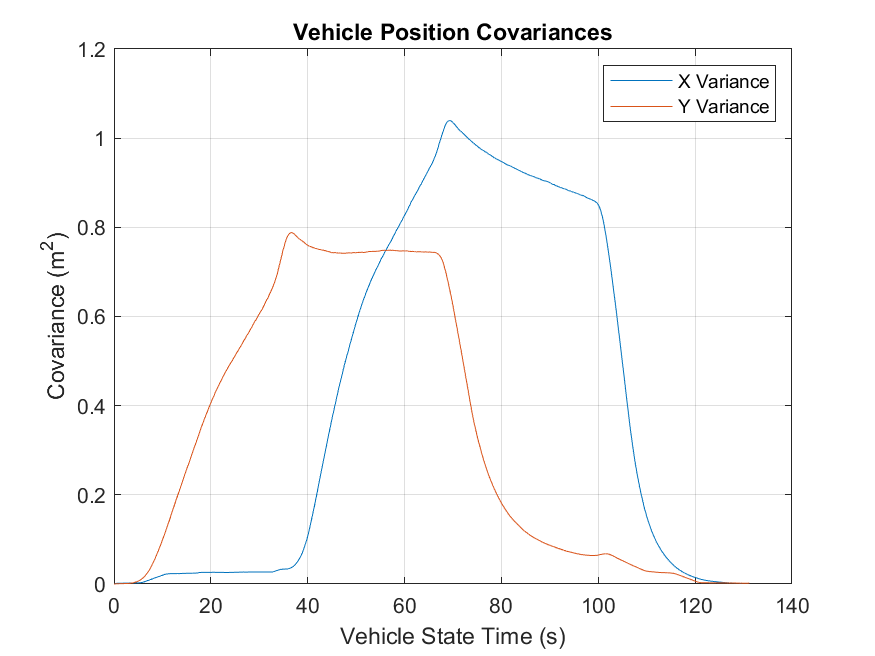 Vehicle Position Covariances
X Variance
Y Variance
Covariance (m²)
1.2
1
0.8
0.6
0.4
0.2
0
0 20 40 60 80 100 120 140
Vehicle State Time (s)